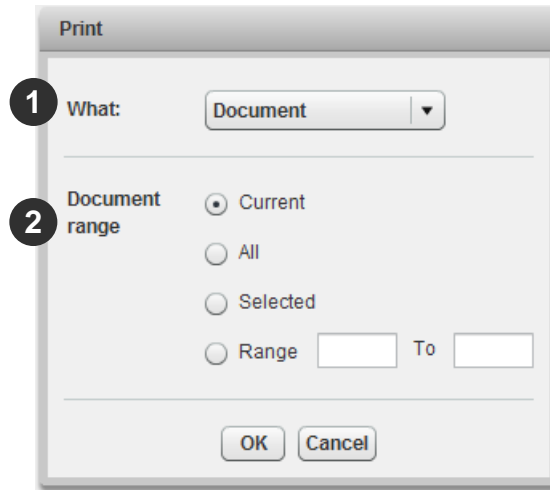 Print
1 What: Document
2 Document range
Current
All
Selected
Range To
OK Cancel